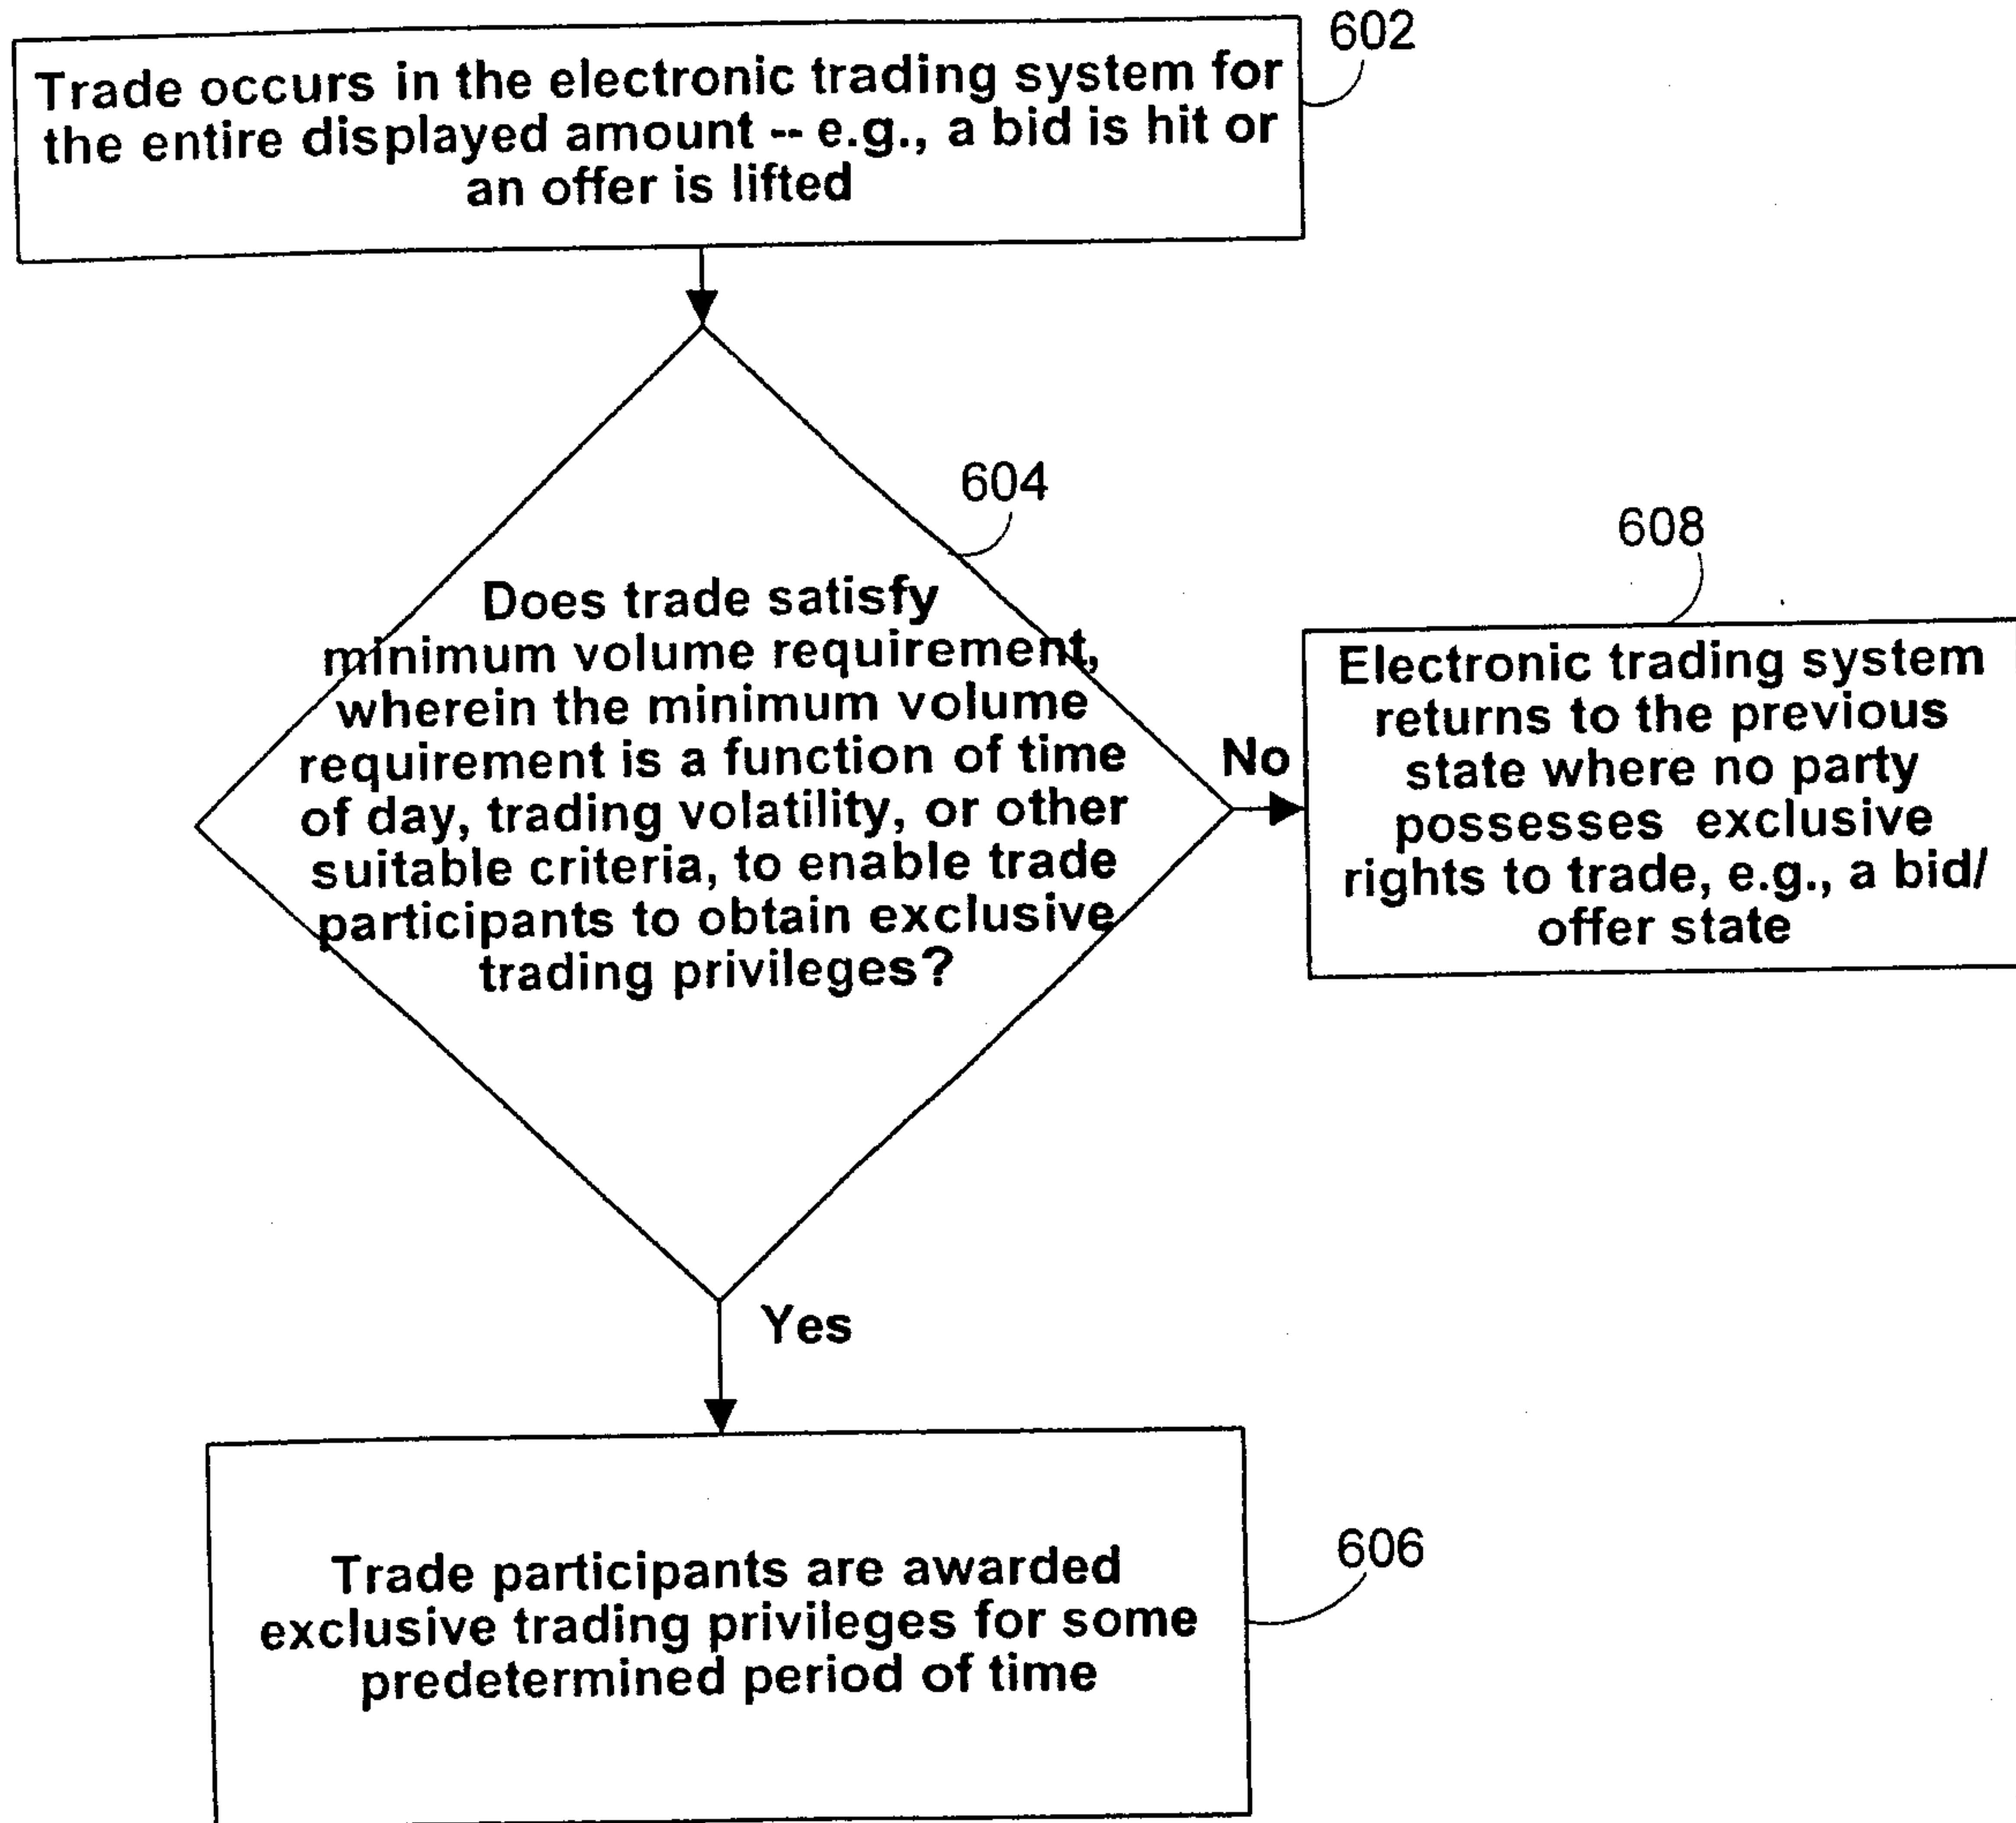 602
Trade occurs in the electronic trading system for
the entire displayed amount -- e.g., a bid is hit or
an offer is lifted
604
Does trade satisfy
minimum volume requirement,
wherein the minimum volume
requirement is a function of time
of day, trading volatility, or other
suitable criteria, to enable trade
participants to obtain exclusive
trading privileges?
No
608
Electronic trading system
returns to the previous
state where no party
possesses exclusive
rights to trade, e.g., a bid/
offer state
Yes
606
Trade participants are awarded
exclusive trading privileges for some
predetermined period of time